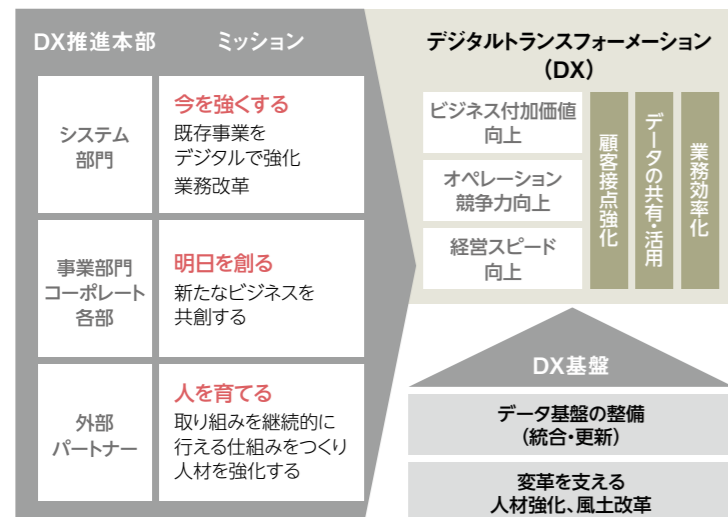 DX推進本部
ミッション
システム
部門
今を強くする
既存事業を
デジタルで強化
業務改革
事業部門
コーポレート
各部
明日を創る
新たなビジネスを
共創する
外部
パートナー
人を育てる
取り組みを継続的に
行える仕組みをつくり
人材を強化する
デジタルトランスフォーメーション
(DX)
ビジネス付加価値
向上
オペレーション
競争力向上
経営スピード
向上
顧客接点強化
データの共有・活用
業務効率化
DX基盤
データ基盤の整備
(統合・更新)
変革を支える
人材強化、風土改革